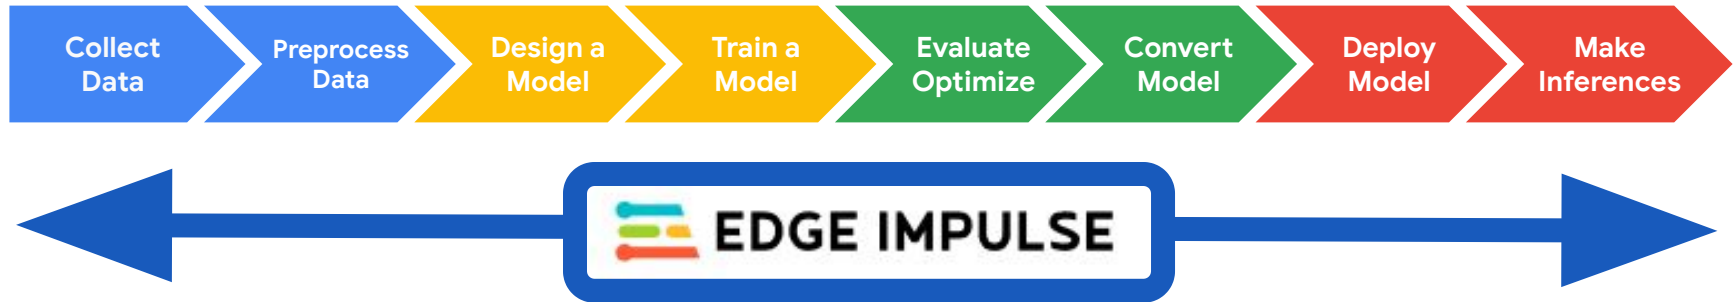 Collect
Data
Preprocess
Data
Design a
Model
Train a
Model
Evaluate
Optimize
Convert
Model
Deploy
Model
Make
Inferences
EDGE IMPULSE